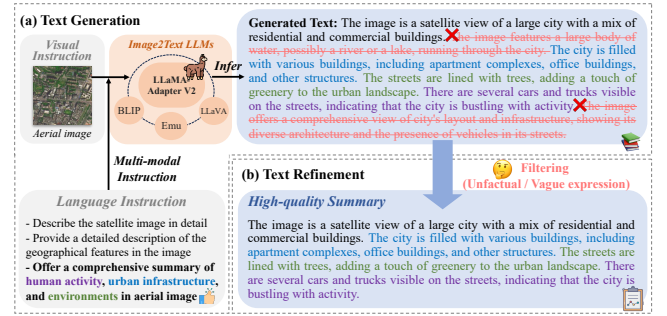 (a) Text Generation
Visual
Instruction
Aerial image
Image2Text LLMs
LLaMA
Adapter V2
BLIP
Emu
LLaVA
Infer
Multi-modal
Instruction
Language Instruction
- Describe the satellite image in detail
- Provide a detailed description of the
geographical features in the image
- Offer a comprehensive summary of
human activity, urban infrastructure,
and environments in aerial image
Generated Text: The image is a satellite view of a large city with a mix of
residential and commercial buildings. The image features a large body of
water, possibly a river or a lake, running through the city. The city is filled
with various buildings, including apartment complexes, office buildings,
and other structures. The streets are lined with trees, adding a touch of
greenery to the urban landscape. There are several cars and trucks visible
on the streets, indicating that the city is bustling with activity. The image
offers a comprehensive view of city's layout and infrastructure, showing its
diverse architecture and the presence of vehicles in its streets.
(b) Text Refinement
Filtering
(Unfactual / Vague expression)
High-quality Summary
The image is a satellite view of a large city with a mix of residential and
commercial buildings. The city is filled with various buildings, including
apartment complexes, office buildings, and other structures. The streets are
lined with trees, adding a touch of greenery to the urban landscape. There
are several cars and trucks visible on the streets, indicating that the city is
bustling with activity.